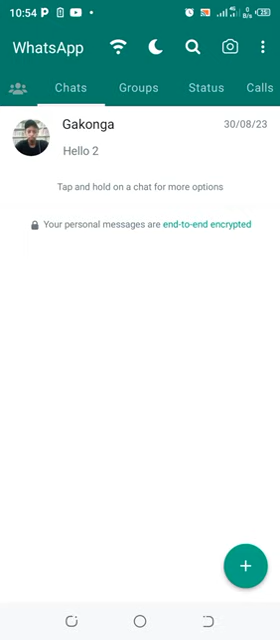 10:54
WhatsApp
Chats Groups Status Calls
Gakonga 30/08/23
Hello 2
Tap and hold on a chat for more options
Your personal messages are end-to-end encrypted